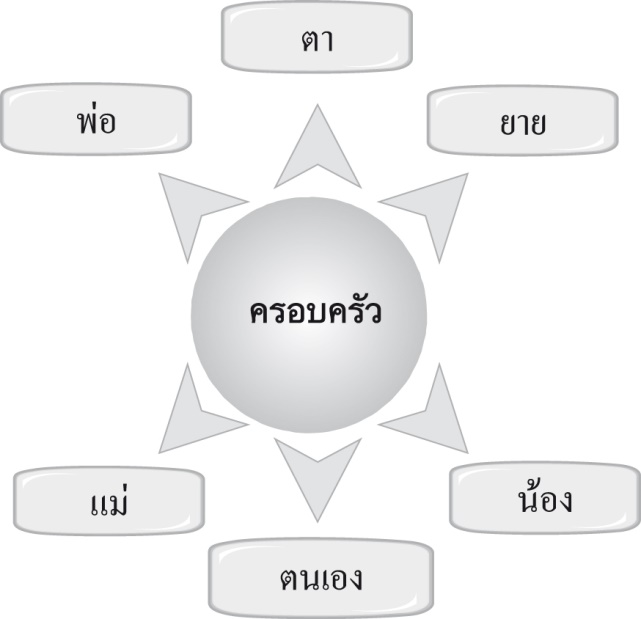 ตา
พ่อ
ยาย
ครอบครัว
แม่
น้อง
ตนเอง